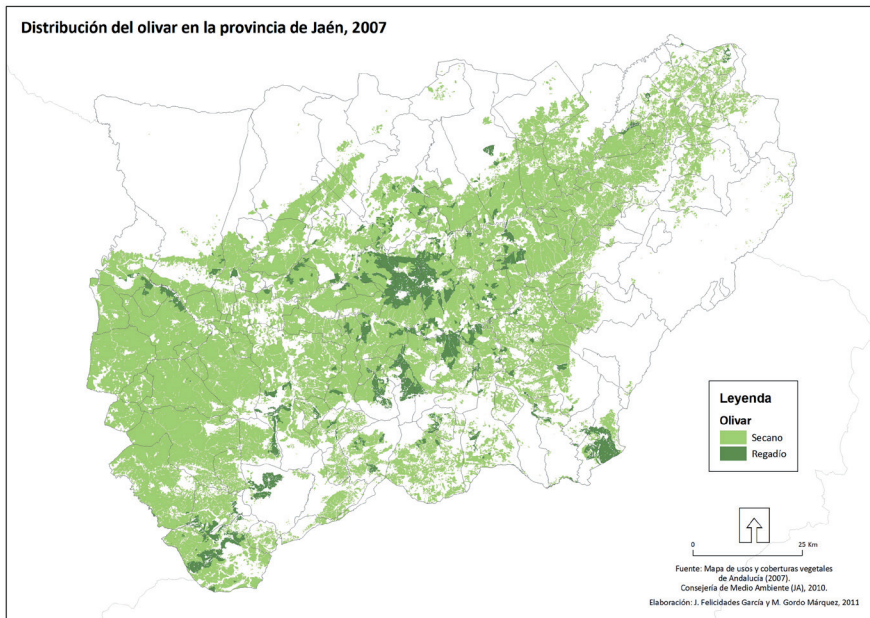 Distribución del olivar en la provincia de Jaén, 2007
Leyenda
Olivar
Secano
Regadío
0 25 Km
Fuente: Mapa de usos y coberturas vegetales
de Andalucía (2007).
Consejería de Medio Ambiente (JA), 2010.
Elaboración: J. Felicidades García y M. Gordo Márquez, 2011